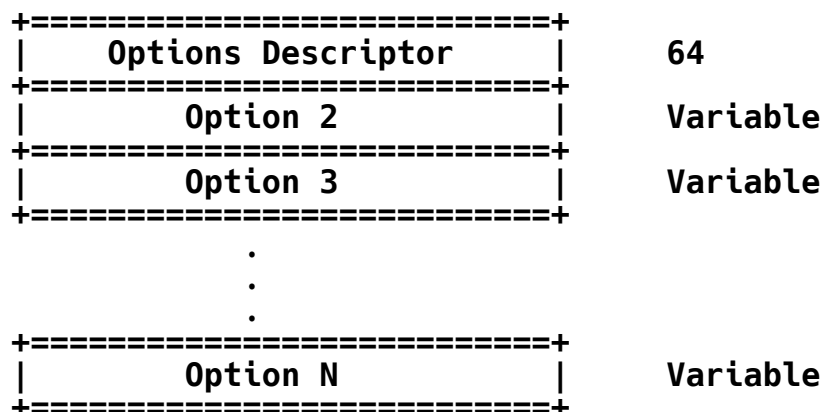 +===========================+
|    Options Descriptor     |     64
+===========================+
|        Option 2           |     Variable
+===========================+
|        Option 3           |     Variable
+===========================+
            .
            .
            .
+===========================+
|        Option N           |     Variable
+===========================+